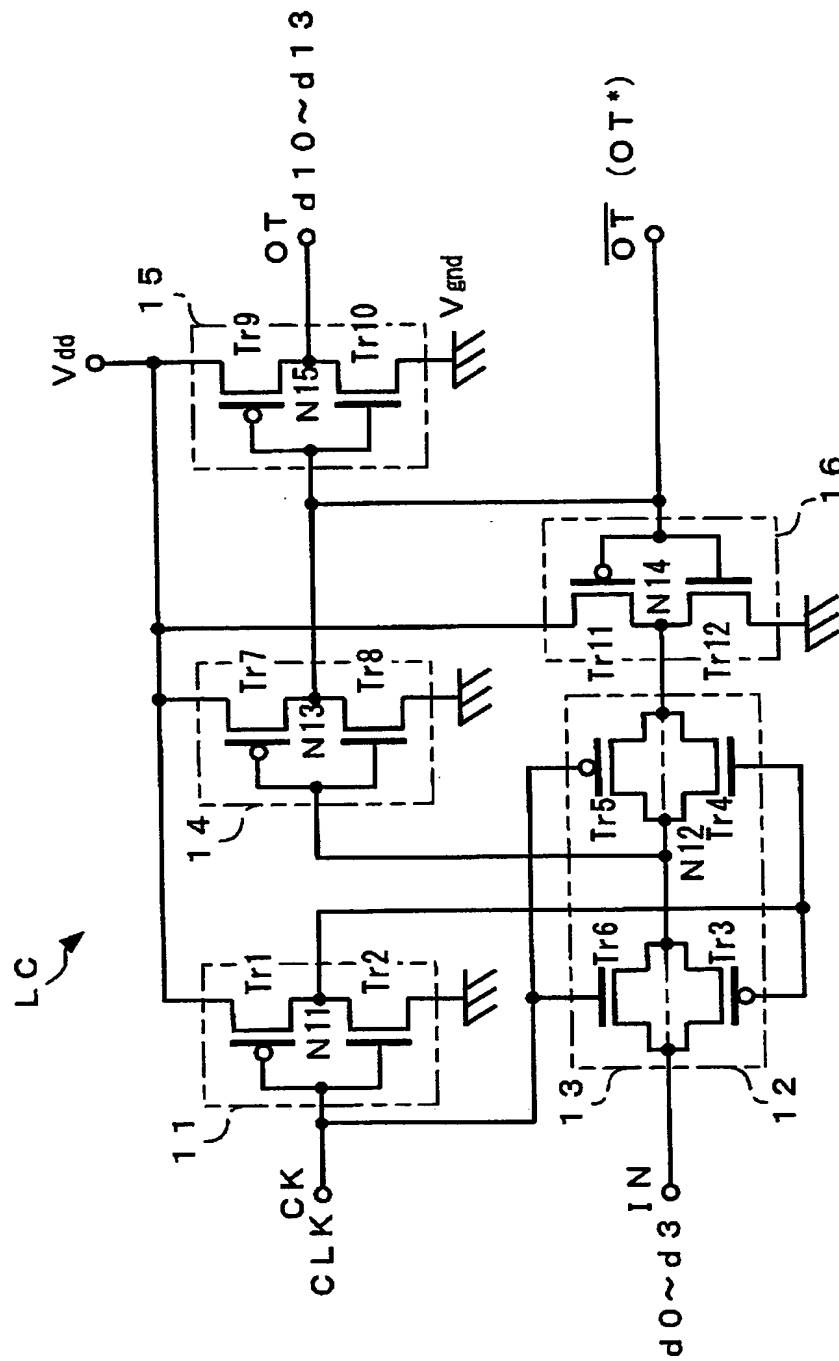 LC
Vdd
15
Tr9
N15
Tr10
OT
d10~d13
Vgnd
14
Tr7
N13
Tr8
11
Tr1
N11
Tr2
CK
CLK
OT (OT*)
16
Tr11
N14
Tr12
Tr5
N12
Tr4
Tr6
Tr3
13
12
IN
d0~d3